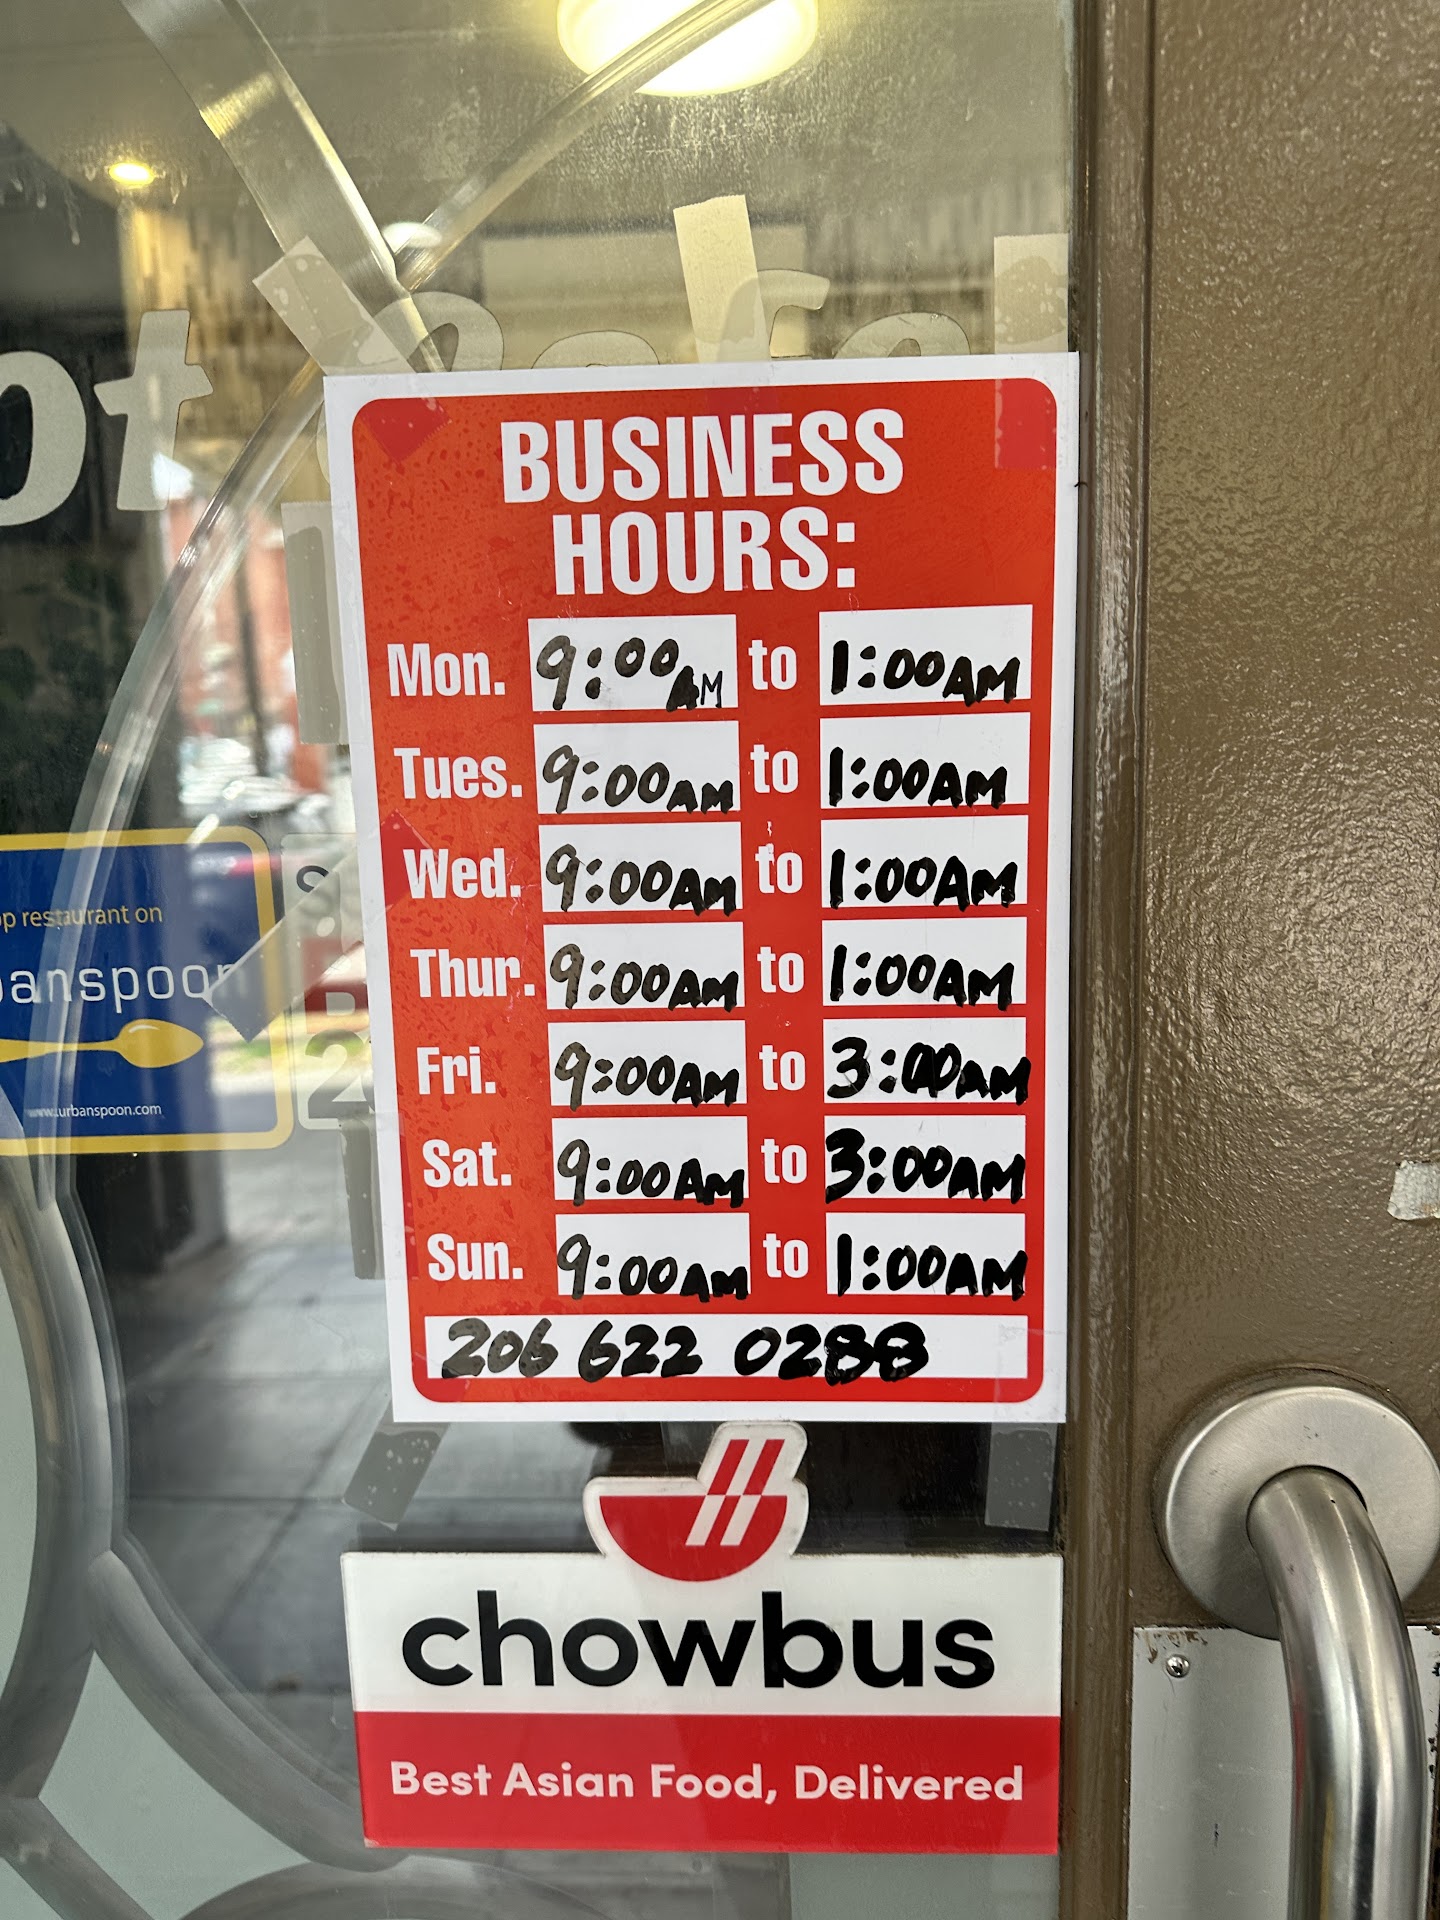 BUSINESS
HOURS:
Mon. 9:00AM to 1:00AM
Tues. 9:00AM to 1:00AM
Wed. 9:00AM to 1:00AM
Thur. 9:00AM to 1:00AM
Fri. 9:00AM to 3:00AM
Sat. 9:00AM to 3:00AM
Sun. 9:00AM to 1:00AM
206 622 0288
restaurant on
www.urbanspoon.com
chowbus
Best Asian Food, Delivered